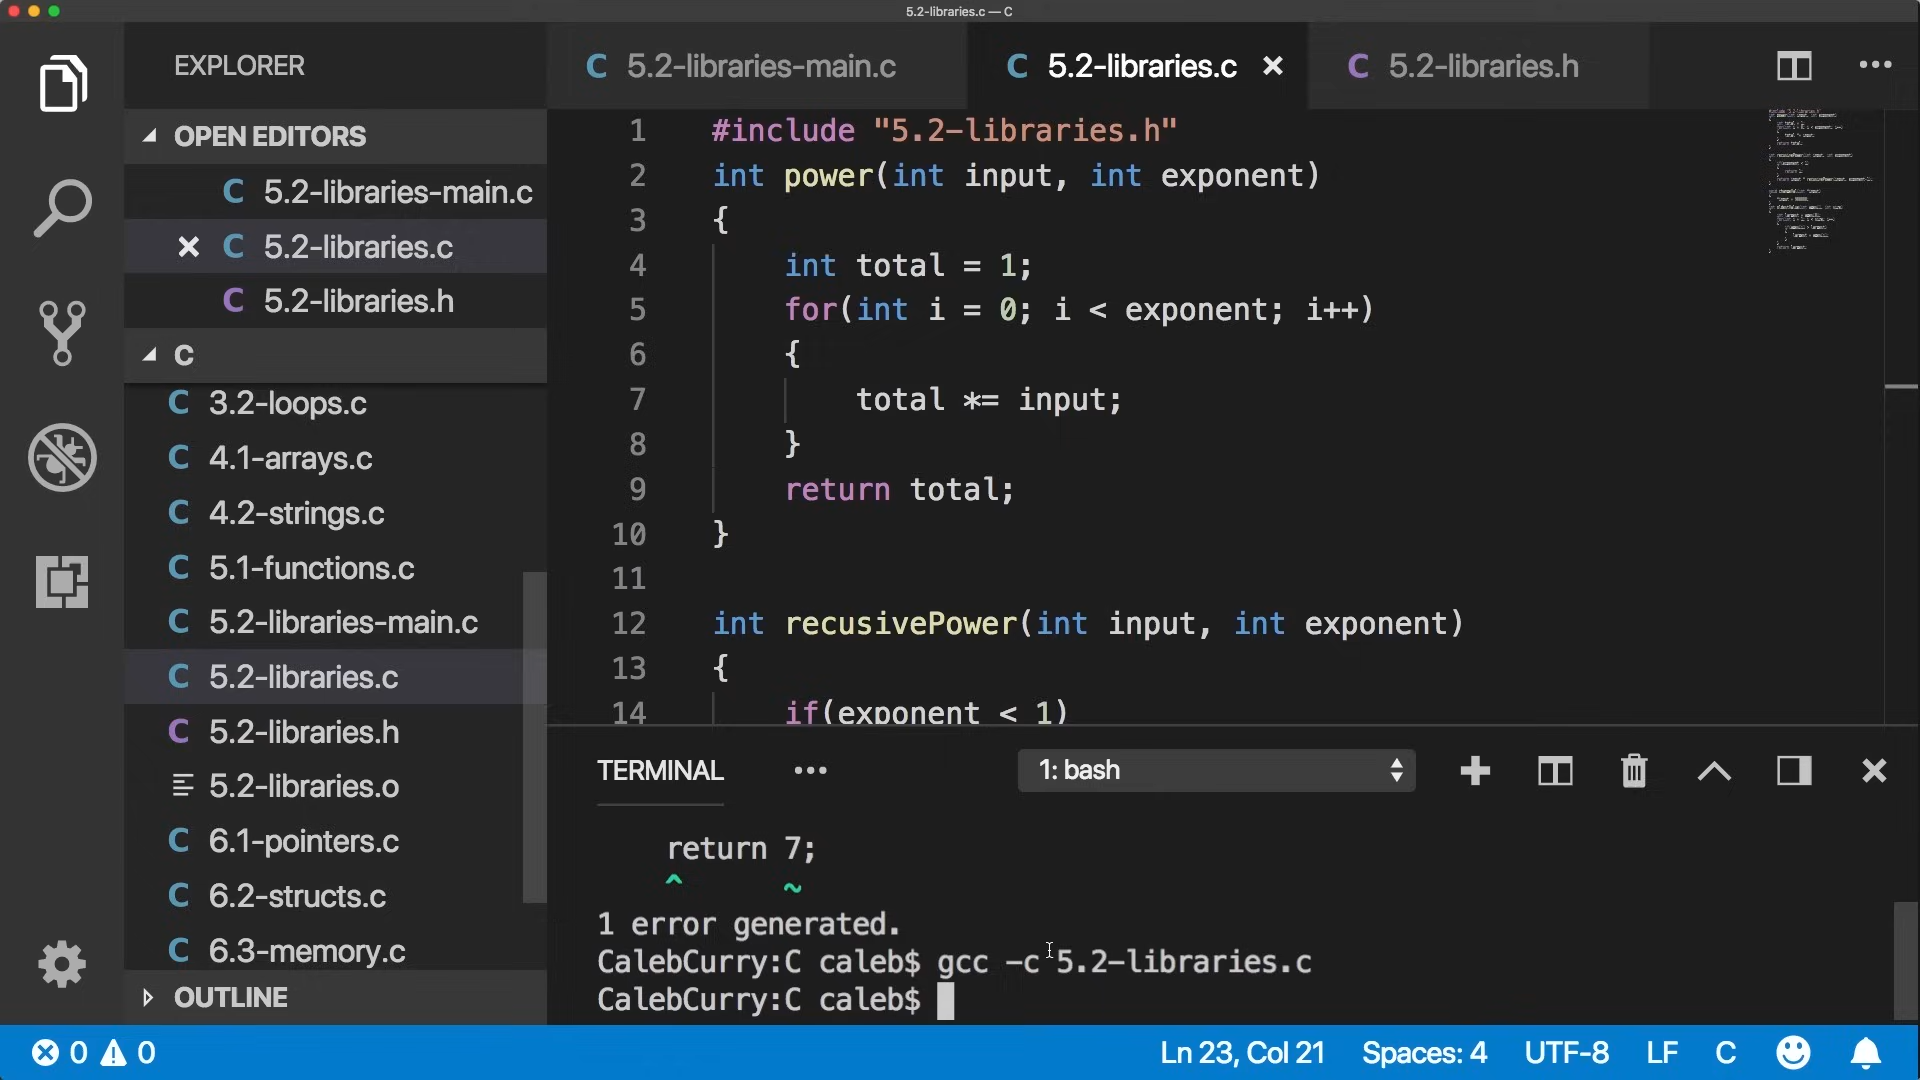 5.2-libraries.c — C
EXPLORER
OPEN EDITORS
C 5.2-libraries-main.c
C 5.2-libraries.c
C 5.2-libraries.h
C
C 3.2-loops.c
C 4.1-arrays.c
C 4.2-strings.c
C 5.1-functions.c
C 5.2-libraries-main.c
C 5.2-libraries.c
C 5.2-libraries.h
5.2-libraries.o
C 6.1-pointers.c
C 6.2-structs.c
C 6.3-memory.c
OUTLINE
C 5.2-libraries-main.c C 5.2-libraries.c C 5.2-libraries.h
1 #include "5.2-libraries.h"
2 int power(int input, int exponent)
3 {
4 int total = 1;
5 for(int i = 0; i < exponent; i++)
6 {
7 total *= input;
8 }
9 return total;
10 }
11
12 int recusivePower(int input, int exponent)
13 {
14 if(exponent < 1)
TERMINAL ••• 1: bash
return 7;
^ ~
1 error generated.
CalebCurry:C caleb$ gcc -c 5.2-libraries.c
CalebCurry:C caleb$
0 0 Ln 23, Col 21 Spaces: 4 UTF-8 LF C